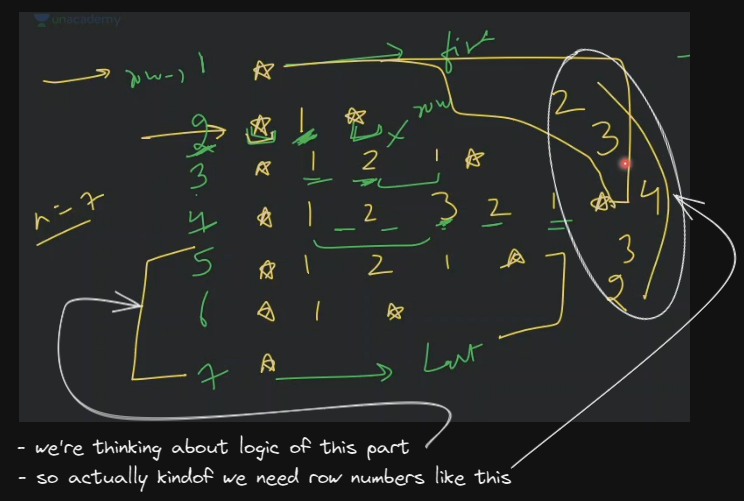 unacademy
row → 1 ☆ → first
2 ☆ 1 ☆ × row 2
3 ☆ 1 2 1 ☆ 3
n = 7
4 ☆ 1 2 3 2 1 ☆ 4
5 ☆ 1 2 1 ☆ 3
6 ☆ 1 ☆ 2
7 ☆ → Last
- we're thinking about logic of this part
- so actually kindof we need row numbers like this